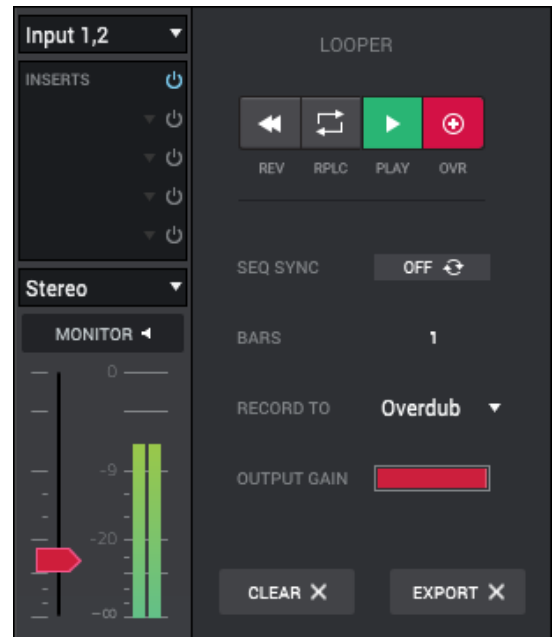 Input 1,2
INSERTS
Stereo
MONITOR
0
-9
-20
-∞
LOOPER
REV RPLC PLAY OVR
SEQ SYNC OFF
BARS 1
RECORD TO Overdub
OUTPUT GAIN
CLEAR EXPORT